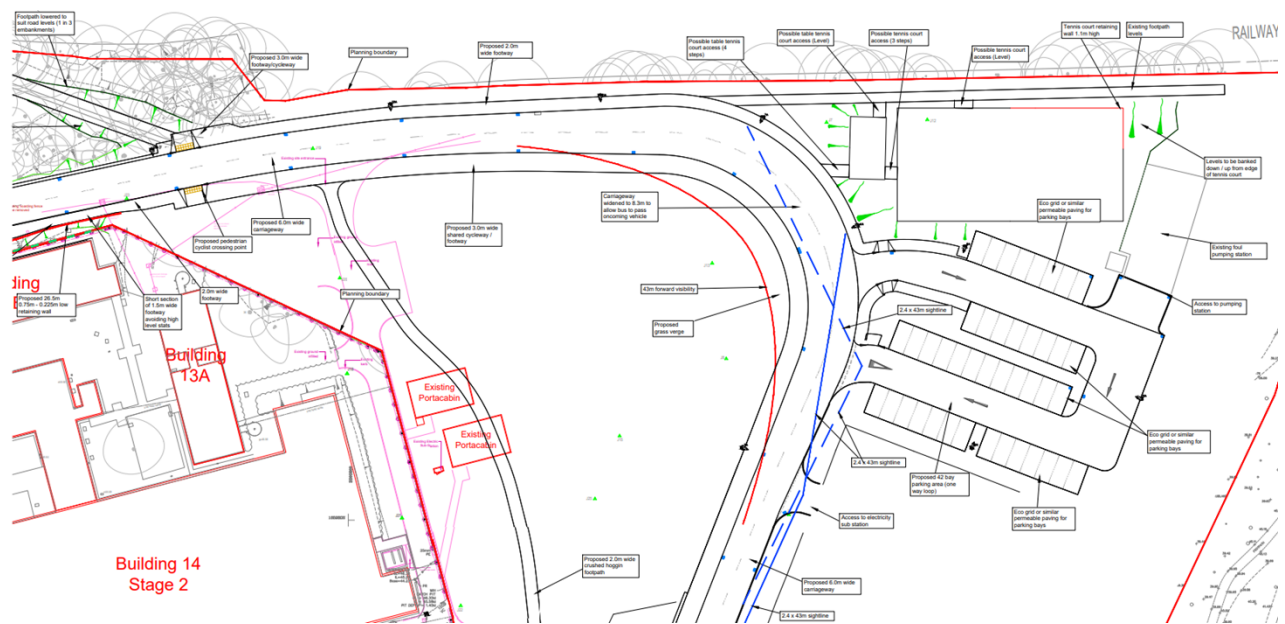 Footpath lowered to
suit road levels (1 in 3
embankments)
Proposed 3.0m wide
footway/cycleway
Planning boundary
Proposed 2.0m
wide footway
Possible table tennis
court access (4
steps)
Possible table tennis
court access (Level)
Possible tennis court
access (3 steps)
Possible tennis court
access (Level)
Tennis court retaining
wall 1.1m high
Existing footpath
levels
RAILWAY
Levels to be banked
down / up from edge
of tennis court
Carriageway
widened to 8.3m to
allow bus to pass
oncoming vehicle
Eco grid or similar
permeable paving for
parking bays
Existing foul
pumping station
Proposed 6.0m wide
carriageway
Proposed 3.0m wide
shared cycleway /
footway
Proposed pedestrian
cyclist crossing point
Proposed 26.5m
0.75m - 0.225m low
retaining wall
Short section
of 1.5m wide
footway
avoiding high
level stats
2.0m wide
footway
Planning boundary
43m forward visibility
2.4 x 43m sightline
Access to pumping
station
Proposed
grass verge
Building
13A
Existing
Portacabin
Existing
Portacabin
2.4 x 43m sightline
Proposed 42 bay
parking area (one
way loop)
Eco grid or similar
permeable paving for
parking bays
Eco grid or similar
permeable paving for
parking bays
Access to electricity
sub station
Building 14
Stage 2
Proposed 2.0m wide
crushed hoggin
footpath
Proposed 6.0m wide
carriageway
2.4 x 43m sightline